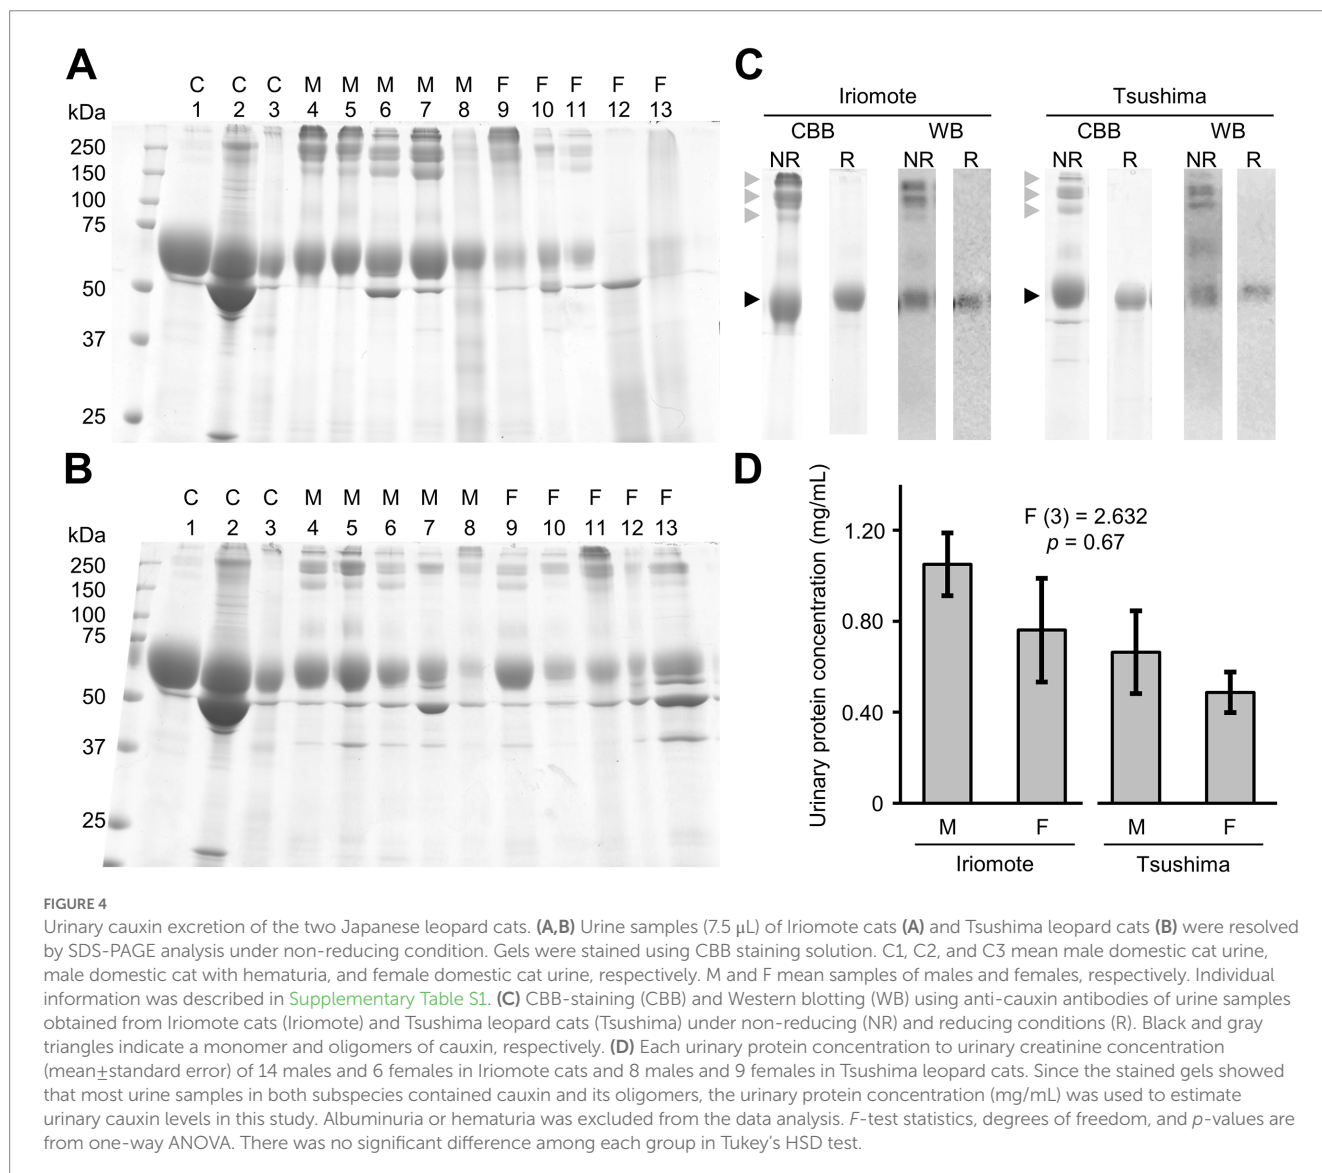 A
C C C M M M M M F F F F F
kDa 1 2 3 4 5 6 7 8 9 10 11 12 13
250
150
100
75
50
37
25
B
C C C M M M M M F F F F F
1 2 3 4 5 6 7 8 9 10 11 12 13
kDa
250
150
100
75
50
37
25
C
Iriomote Tsushima
CBB WB CBB WB
NR R NR R NR R NR R
D
Urinary protein concentration (mg/mL)
F (3) = 2.632
p = 0.67
1.20
0.80
0.40
0
M F M F
Iriomote Tsushima
FIGURE 4
Urinary cauxin excretion of the two Japanese leopard cats. (A,B) Urine samples (7.5 μL) of Iriomote cats (A) and Tsushima leopard cats (B) were resolved
by SDS-PAGE analysis under non-reducing condition. Gels were stained using CBB staining solution. C1, C2, and C3 mean male domestic cat urine,
male domestic cat with hematuria, and female domestic cat urine, respectively. M and F mean samples of males and females, respectively. Individual
information was described in Supplementary Table S1. (C) CBB-staining (CBB) and Western blotting (WB) using anti-cauxin antibodies of urine samples
obtained from Iriomote cats (Iriomote) and Tsushima leopard cats (Tsushima) under non-reducing (NR) and reducing conditions (R). Black and gray
triangles indicate a monomer and oligomers of cauxin, respectively. (D) Each urinary protein concentration to urinary creatinine concentration
(mean±standard error) of 14 males and 6 females in Iriomote cats and 8 males and 9 females in Tsushima leopard cats. Since the stained gels showed
that most urine samples in both subspecies contained cauxin and its oligomers, the urinary protein concentration (mg/mL) was used to estimate
urinary cauxin levels in this study. Albuminuria or hematuria was excluded from the data analysis. F-test statistics, degrees of freedom, and p-values are
from one-way ANOVA. There was no significant difference among each group in Tukey's HSD test.